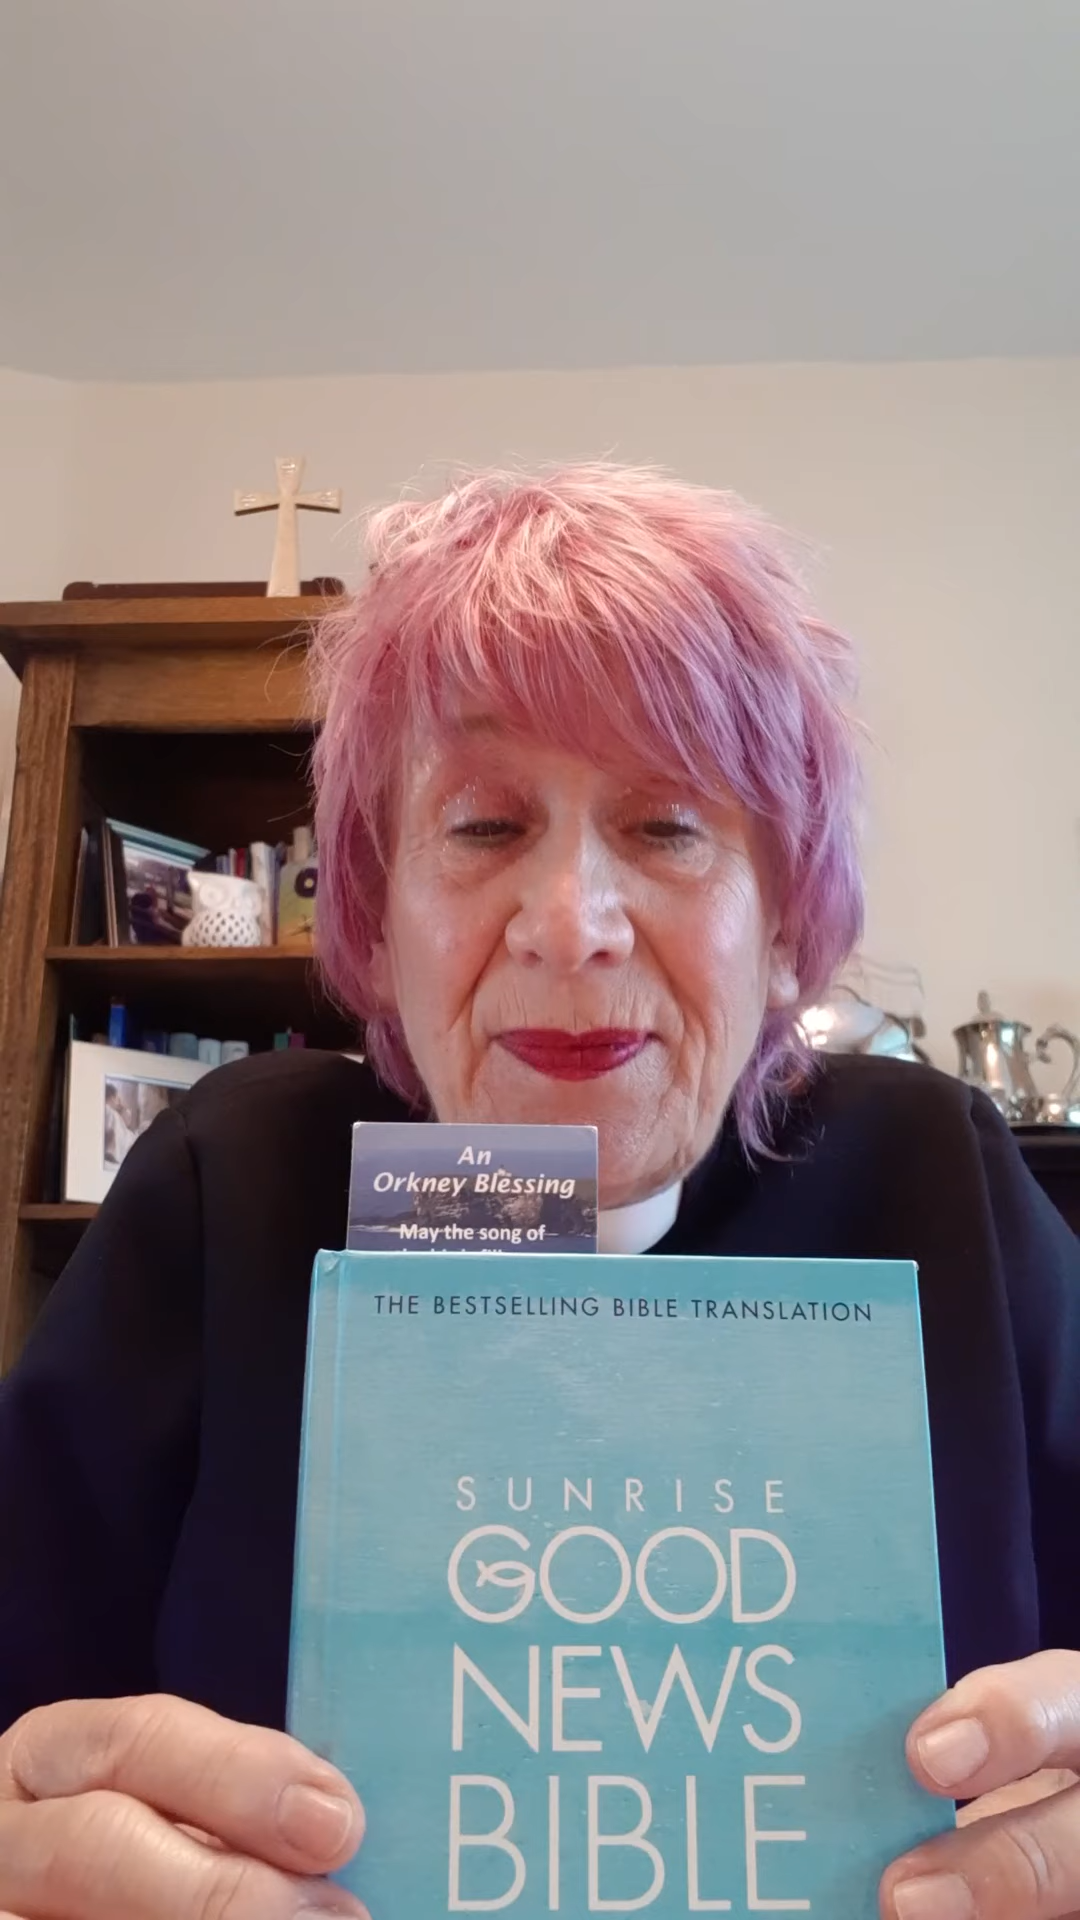 An
Orkney Blessing
May the song of
THE BESTSELLING BIBLE TRANSLATION
SUNRISE
GOOD
NEWS
BIBLE